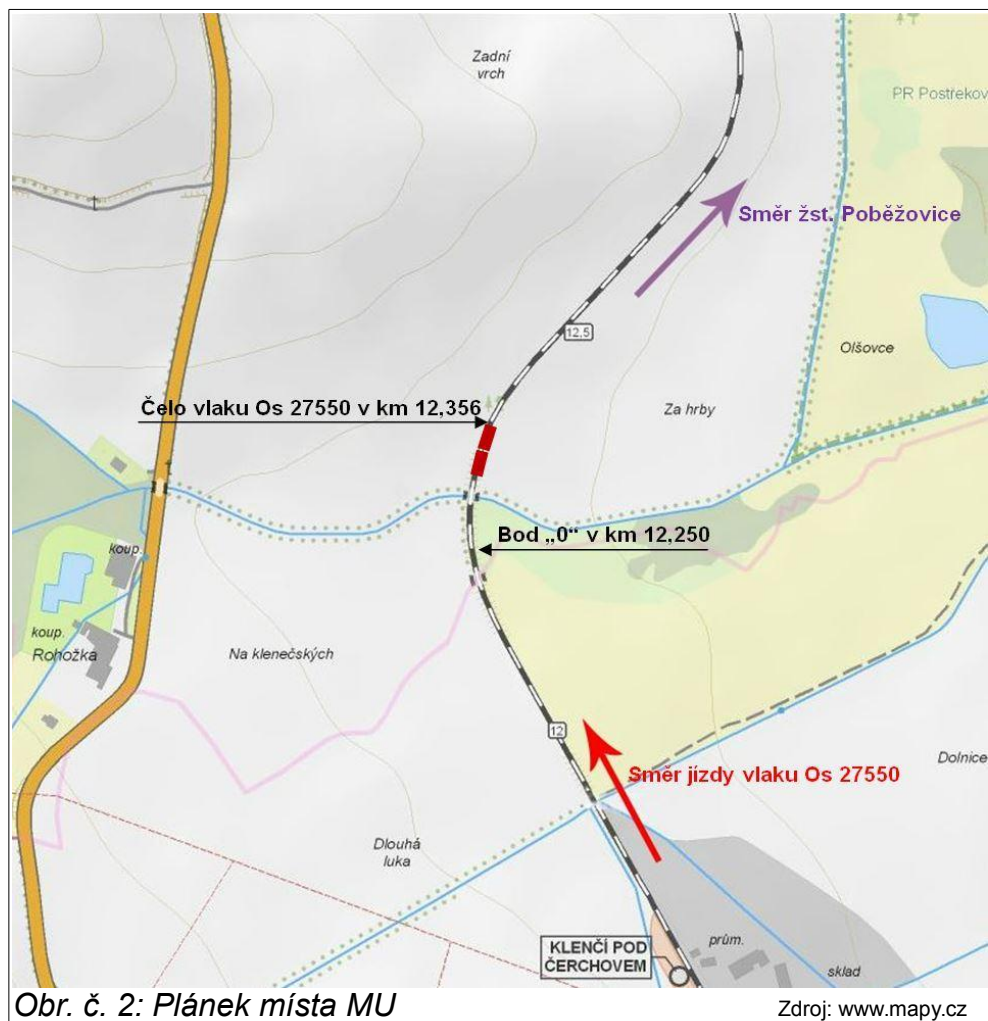 Zadní
vrch
PR Postřekov
Směr žst. Poběžovice
12,5
Olšovce
Čelo vlaku Os 27550 v km 12,356
Za hrby
Bod „0“ v km 12,250
koup.
koup.
Rohožka
Na klenečských
12
Směr jízdy vlaku Os 27550
Dolnice
Dlouhá
luka
KLENČÍ POD
ČERCHOVEM
prům.
sklad
Obr. č. 2: Plánek místa MU
Zdroj: www.mapy.cz